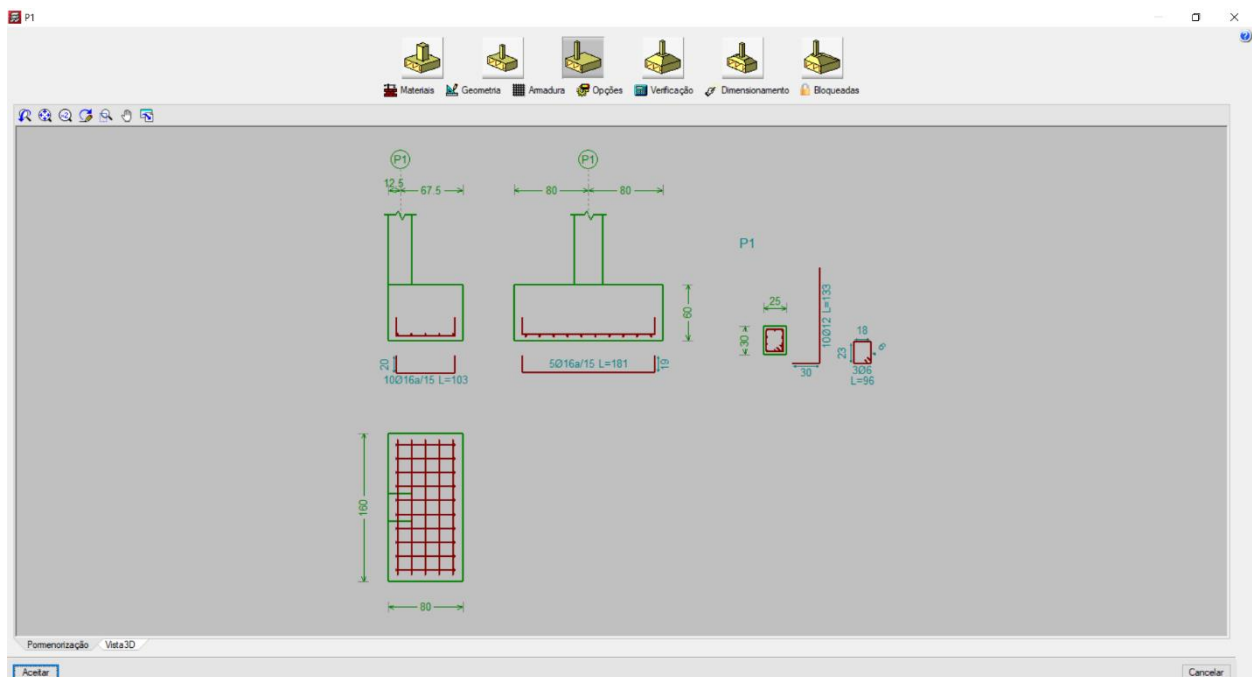 P1
Materiais Geometria Armadura Opções Verificação Dimensionamento Bloqueadas
P1 P1
12.5 67.5 80 80
P1
60
20
10Ø16a/15 L=103
5Ø16a/15 L=181
19
25
30
10Ø12 L=133
30
18
23
6
3Ø6
L=96
160
80
Pormenorização Vista3D
Aceitar Cancelar